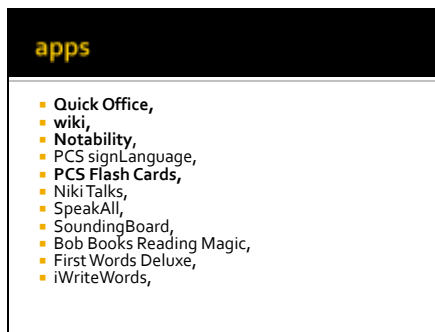 apps
Quick Office,
wiki,
Notability,
PCS signLanguage,
PCS Flash Cards,
Niki Talks,
SpeakAll,
SoundingBoard,
Bob Books Reading Magic,
First Words Deluxe,
iWriteWords,